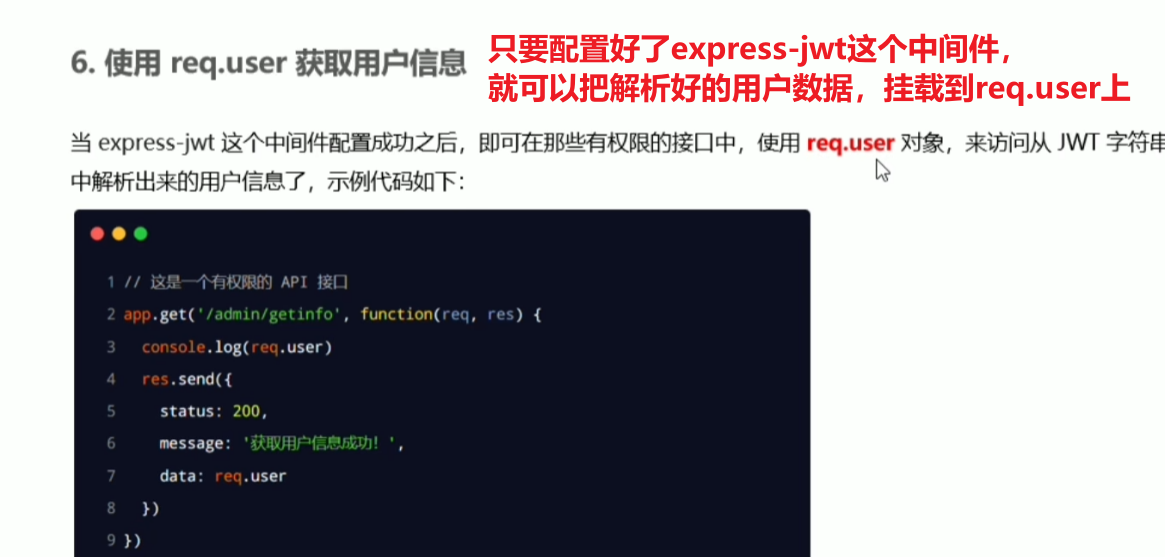 6. 使用 req.user 获取用户信息
只要配置好了express-jwt这个中间件，
就可以把解析好的用户数据，挂载到req.user上
当 express-jwt 这个中间件配置成功之后，即可在那些有权限的接口中，使用 req.user 对象，来访问从 JWT 字符串
中解析出来的用户信息了，示例代码如下：
1 // 这是一个有权限的 API 接口
2 app.get('/admin/getinfo', function(req, res) {
3   console.log(req.user)
4   res.send({
5     status: 200,
6     message: '获取用户信息成功！',
7     data: req.user
8   })
9 })